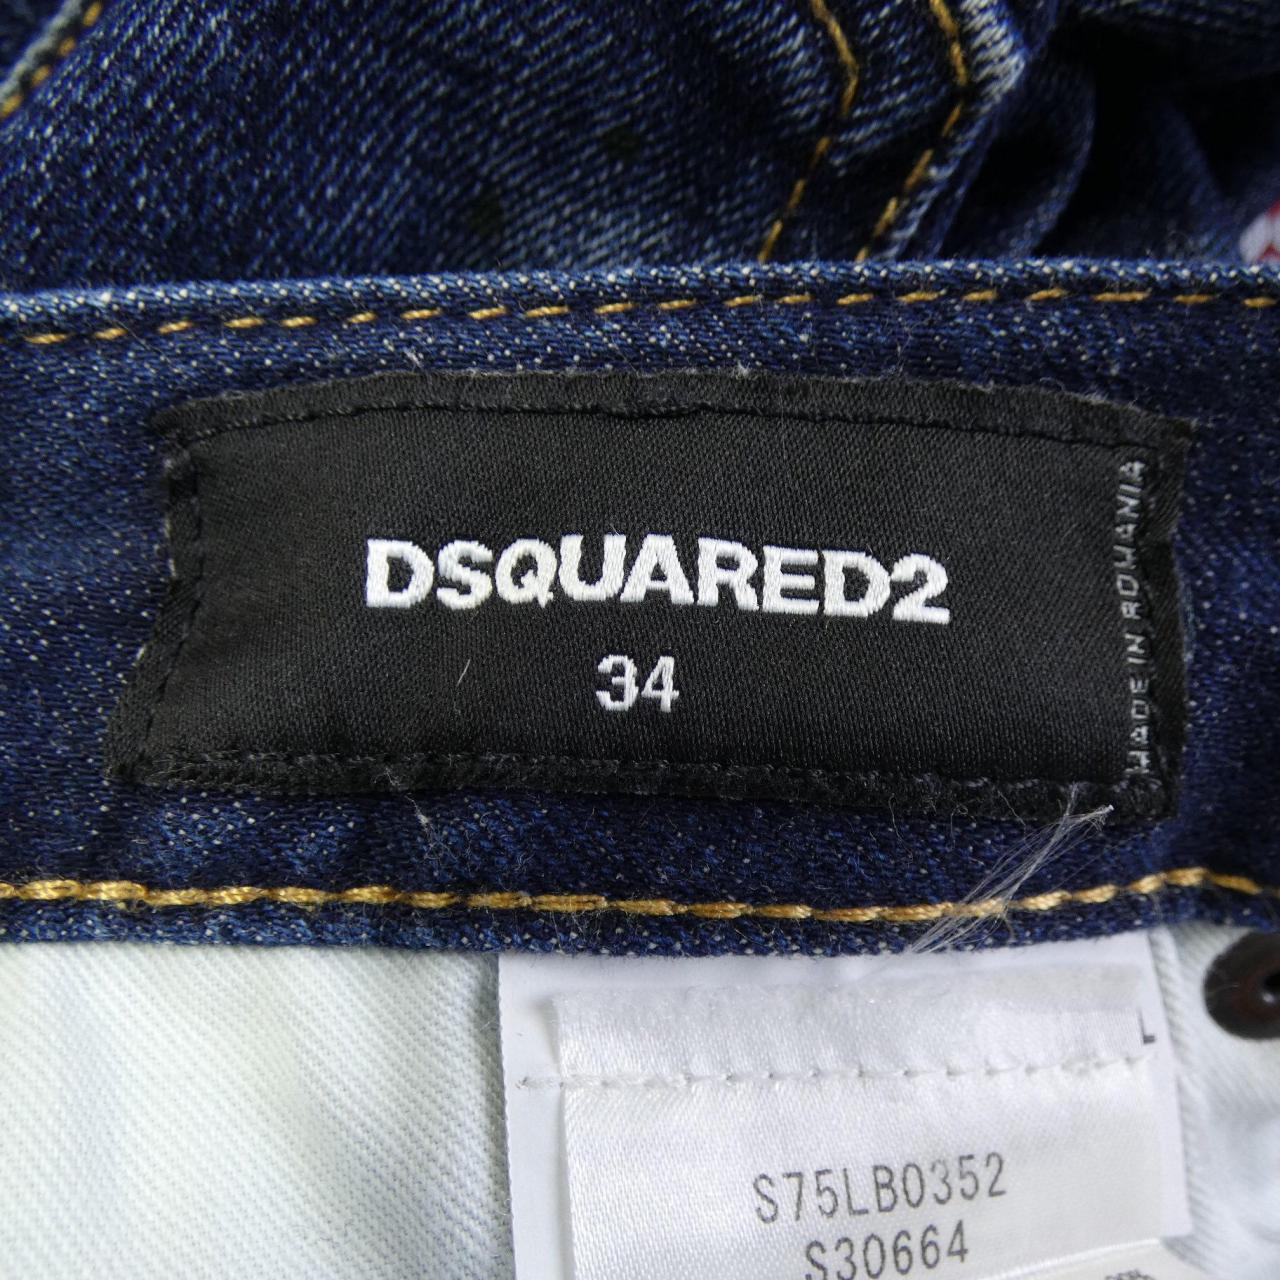 DSQUARED2
34
MADE IN ROMANIA
L
S75LB0352
S30664